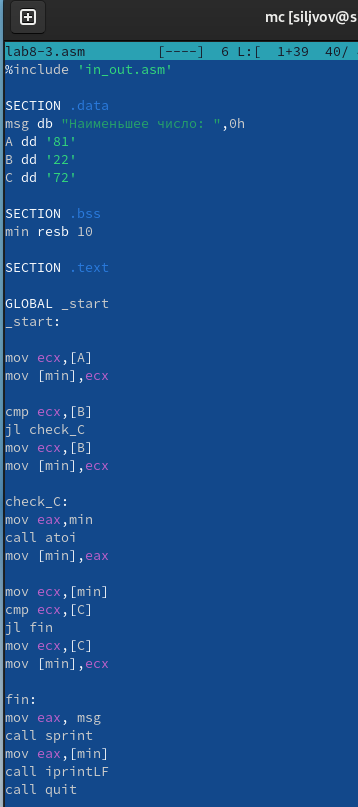 mc [siljvov@s
lab8-3.asm [----] 6 L:[ 1+39 40/
%include 'in_out.asm'
SECTION .data
msg db "Наименьшее число: ",0h
A dd '81'
B dd '22'
C dd '72'
SECTION .bss
min resb 10
SECTION .text
GLOBAL _start
_start:
mov ecx,[A]
mov [min],ecx
cmp ecx,[B]
jl check_C
mov ecx,[B]
mov [min],ecx
check_C:
mov eax,min
call atoi
mov [min],eax
mov ecx,[min]
cmp ecx,[C]
jl fin
mov ecx,[C]
mov [min],ecx
fin:
mov eax, msg
call sprint
mov eax,[min]
call iprintLF
call quit